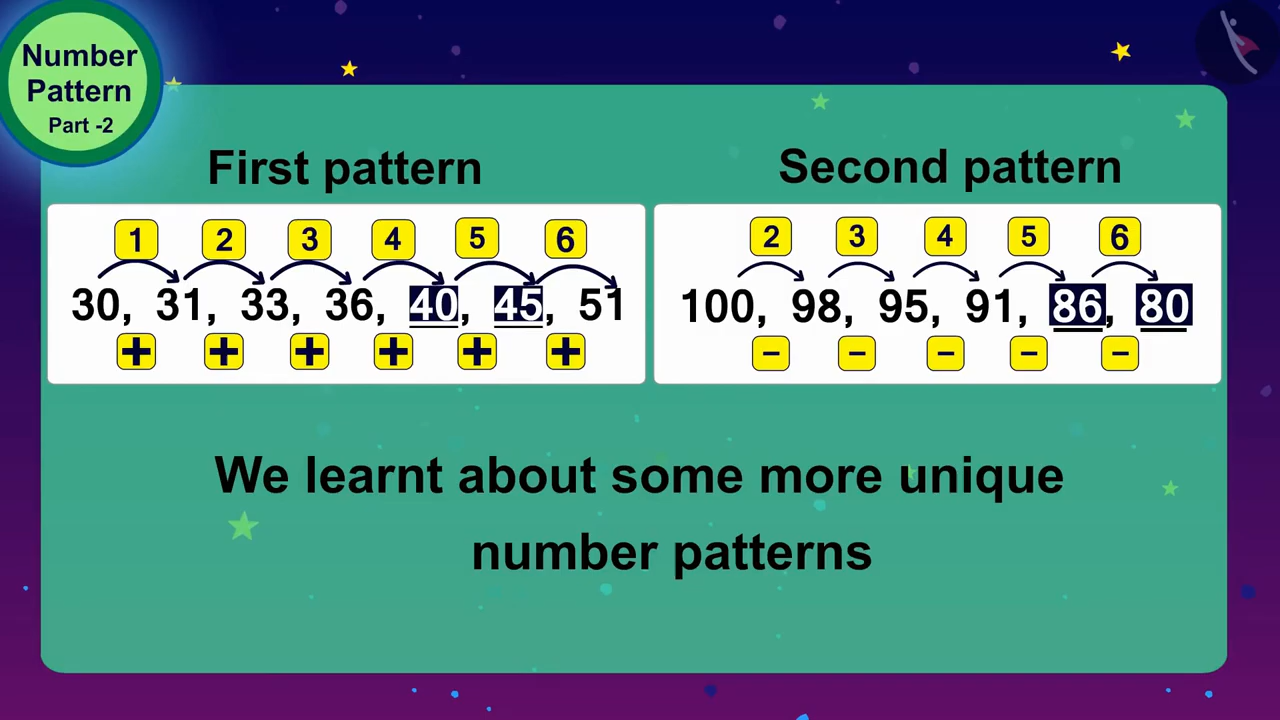 Number
Pattern
Part -2
First pattern
1 2 3 4 5 6
30, 31, 33, 36, 40, 45, 51
+ + + + + +
Second pattern
2 3 4 5 6
100, 98, 95, 91, 86, 80
− − − − −
We learnt about some more unique
number patterns